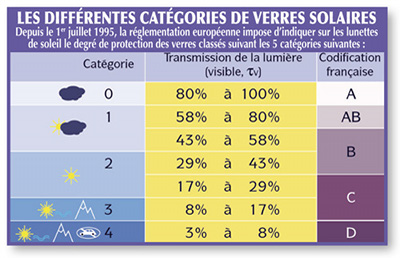 LES DIFFÉRENTES CATÉGORIES DE VERRES SOLAIRES
Depuis le 1er juillet 1995, la réglementation européenne impose d'indiquer sur les lunettes
de soleil le degré de protection des verres classés suivant les 5 catégories suivantes :
Catégorie Transmission de la lumière (visible, τv) Codification française
0 80% à 100% A
1 58% à 80% AB
43% à 58% B
2 29% à 43%
17% à 29% C
3 8% à 17%
4 3% à 8% D